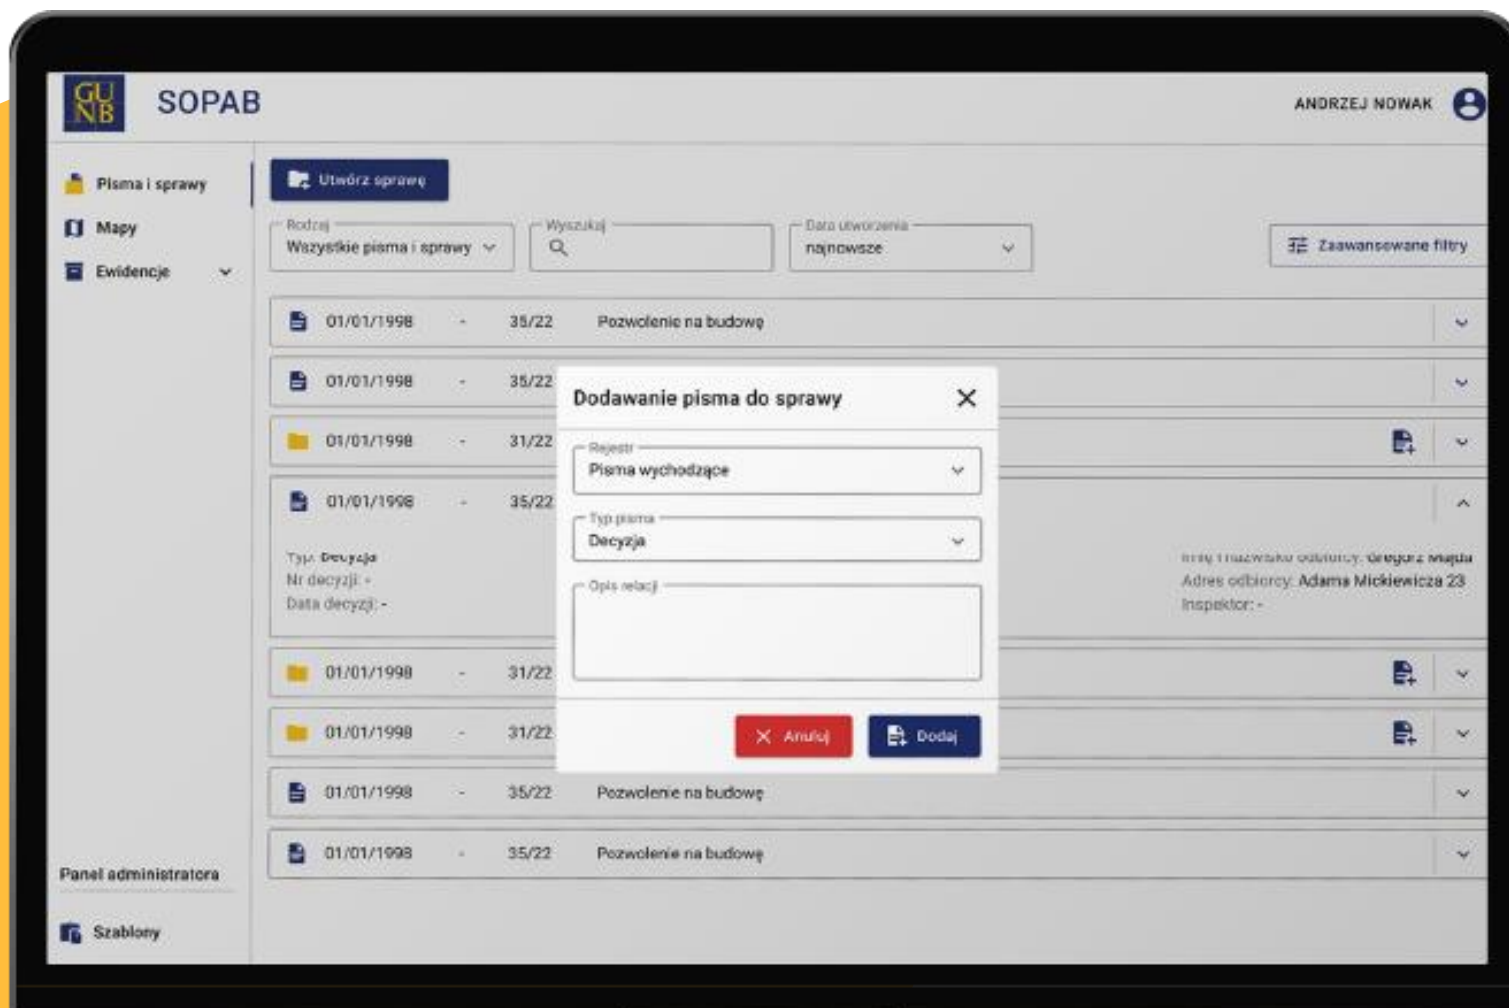 GU
NB
SOPAB
ANDRZEJ NOWAK
Pisma i sprawy
Mapy
Ewidencje
Utwórz sprawę
Rodzaj
Wszystkie pisma i sprawy
Wyszukaj
Data utworzenia
najnowsze
Zaawansowane filtry
01/01/1998 - 35/22 Pozwolenie na budowę
01/01/1998 - 35/22
01/01/1998 - 31/22
01/01/1998 - 35/22
Typ: Decyzja
Nr decyzji: -
Data decyzji: -
Imię i nazwisko odbiorcy: Gregorz Majda
Adres odbiorcy: Adama Mickiewicza 23
Inspektor: -
01/01/1998 - 31/22
01/01/1998 - 31/22
01/01/1998 - 35/22 Pozwolenie na budowę
01/01/1998 - 35/22 Pozwolenie na budowę
Dodawanie pisma do sprawy
Rejestr
Pisma wychodzące
Typ pisma
Decyzja
Opis relacji
Anuluj
Dodaj
Panel administratora
Szablony